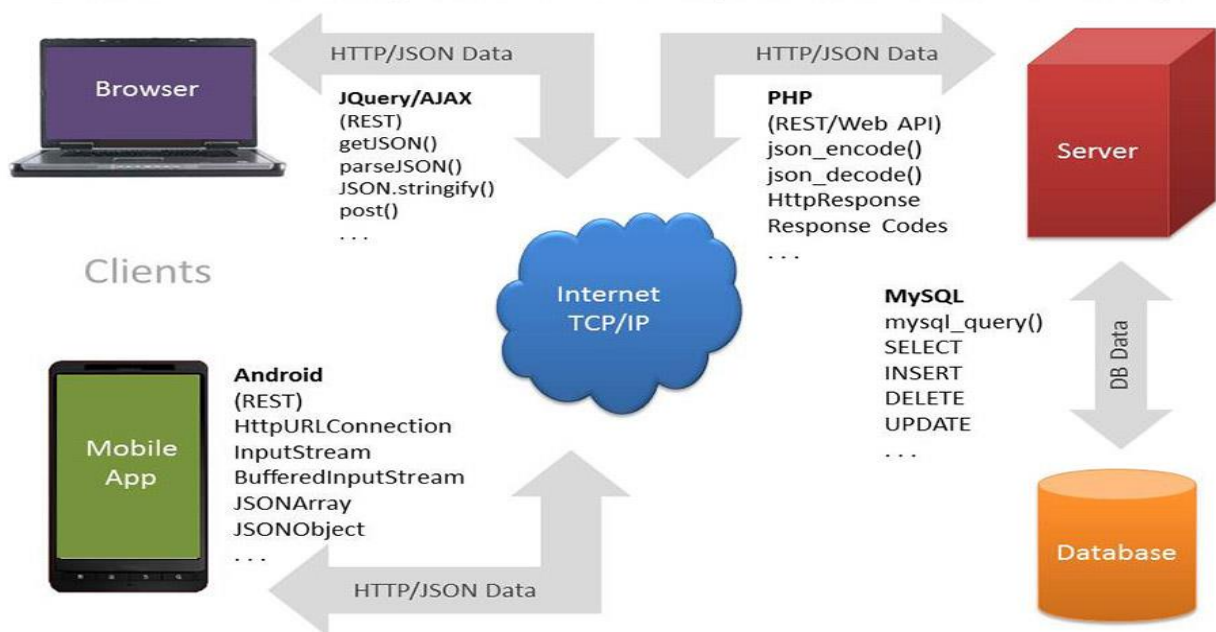 HTTP/JSON Data
HTTP/JSON Data
Browser
JQuery/AJAX
(REST)
getJSON()
parseJSON()
JSON.stringify()
post()
. . .
PHP
(REST/Web API)
json_encode()
json_decode()
HttpResponse
Response Codes
. . .
Server
Clients
Internet
TCP/IP
MySQL
mysql_query()
SELECT
INSERT
DELETE
UPDATE
. . .
DB Data
Mobile
App
Android
(REST)
HttpURLConnection
InputStream
BufferedInputStream
JSONArray
JSONObject
. . .
HTTP/JSON Data
Database